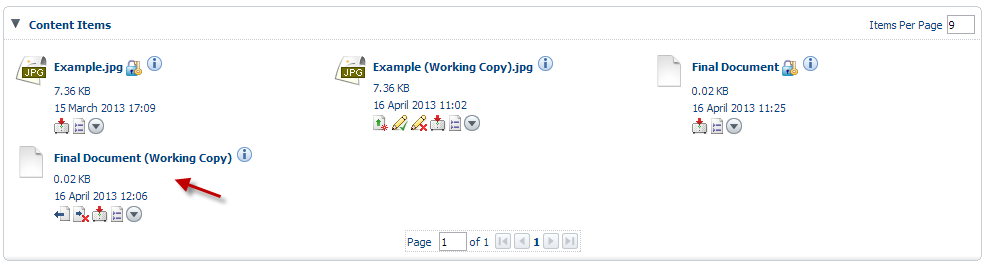 Content Items
Items Per Page 9
JPG
Example.jpg
7.36 KB
15 March 2013 17:09
JPG
Example (Working Copy).jpg
7.36 KB
16 April 2013 11:02
Final Document
0.02 KB
16 April 2013 11:25
Final Document (Working Copy)
0.02 KB
16 April 2013 12:06
Page 1 of 1 1